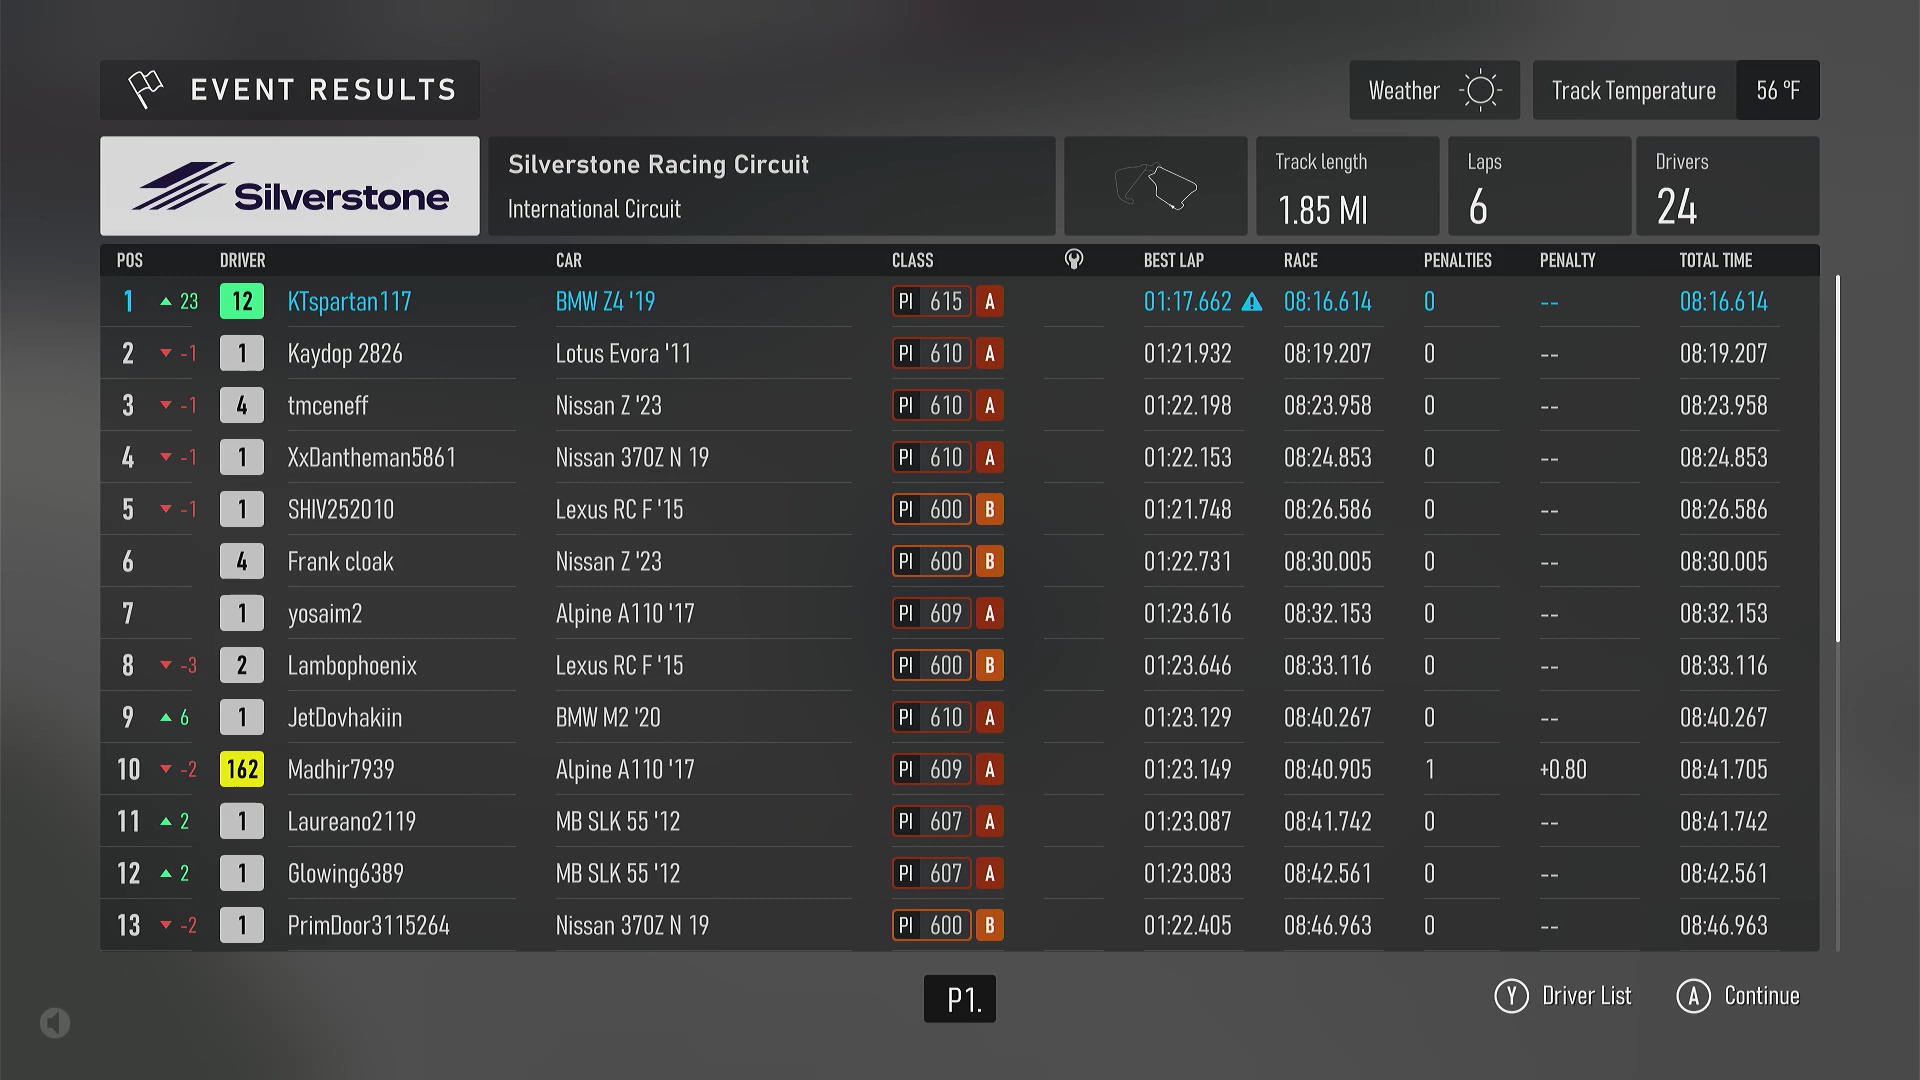 EVENT RESULTS
Weather
Track Temperature 56 °F
Silverstone
Silverstone Racing Circuit
International Circuit
Track length
1.85 MI
Laps
6
Drivers
24
POS DRIVER CAR CLASS BEST LAP RACE PENALTIES PENALTY TOTAL TIME
1 23 12 KTspartan117 BMW Z4 '19 PI 615 A 01:17.662 08:16.614 0 -- 08:16.614
2 -1 1 Kaydop 2826 Lotus Evora '11 PI 610 A 01:21.932 08:19.207 0 -- 08:19.207
3 -1 4 tmceneff Nissan Z '23 PI 610 A 01:22.198 08:23.958 0 -- 08:23.958
4 -1 1 XxDantheman5861 Nissan 370Z N 19 PI 610 A 01:22.153 08:24.853 0 -- 08:24.853
5 -1 1 SHIV252010 Lexus RC F '15 PI 600 B 01:21.748 08:26.586 0 -- 08:26.586
6 4 Frank cloak Nissan Z '23 PI 600 B 01:22.731 08:30.005 0 -- 08:30.005
7 1 yosaim2 Alpine A110 '17 PI 609 A 01:23.616 08:32.153 0 -- 08:32.153
8 -3 2 Lambophoenix Lexus RC F '15 PI 600 B 01:23.646 08:33.116 0 -- 08:33.116
9 6 1 JetDovhakiin BMW M2 '20 PI 610 A 01:23.129 08:40.267 0 -- 08:40.267
10 -2 162 Madhir7939 Alpine A110 '17 PI 609 A 01:23.149 08:40.905 1 +0.80 08:41.705
11 2 1 Laureano2119 MB SLK 55 '12 PI 607 A 01:23.087 08:41.742 0 -- 08:41.742
12 2 1 Glowing6389 MB SLK 55 '12 PI 607 A 01:23.083 08:42.561 0 -- 08:42.561
13 -2 1 PrimDoor3115264 Nissan 370Z N 19 PI 600 B 01:22.405 08:46.963 0 -- 08:46.963
P1.
Y Driver List
A Continue